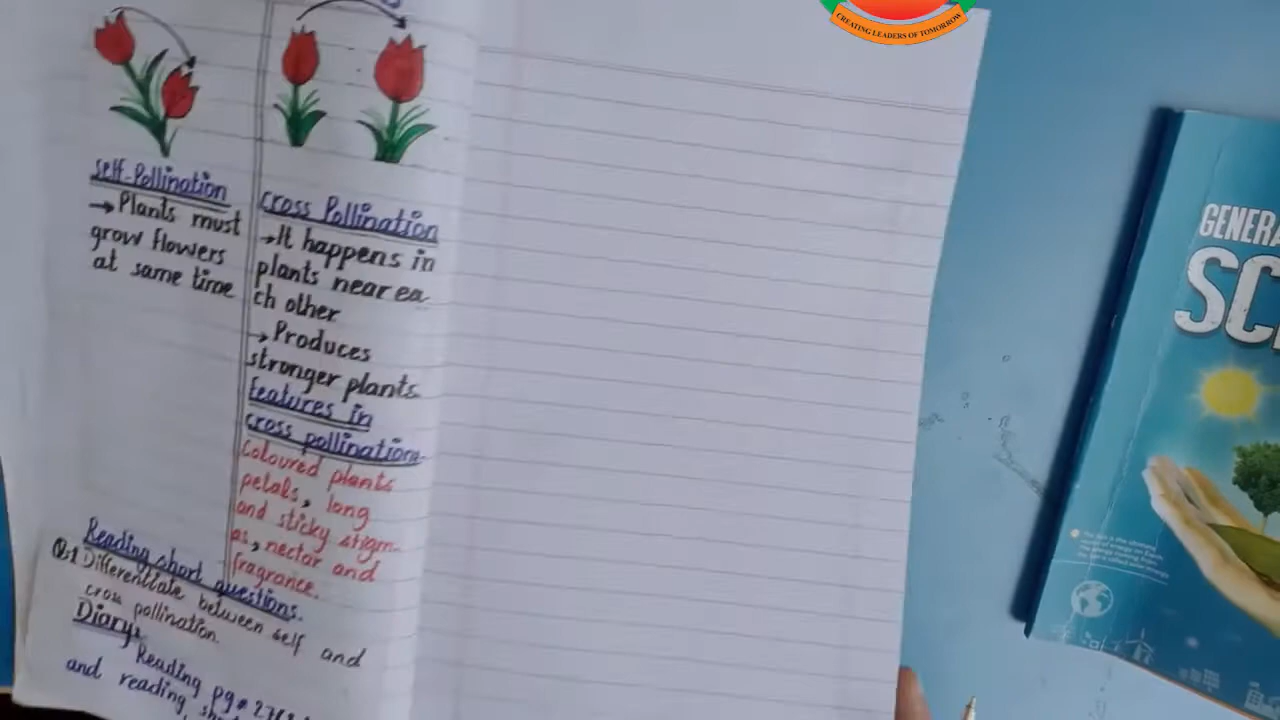 CREATING LEADERS OF TOMORROW
Self-Pollination
→ Plants must
grow flowers
at same time
Cross Pollination
→ It happens in
plants near ea-
ch other
→ Produces
stronger plants.
Features in
cross pollination:-
Coloured plants
petals, long
and sticky stigm-
as, nectar and
fragrance.
Reading short questions.
Q:1 Differentiate between self and
cross pollination.
Diary:
Reading pg#
and reading
GENERA
SC